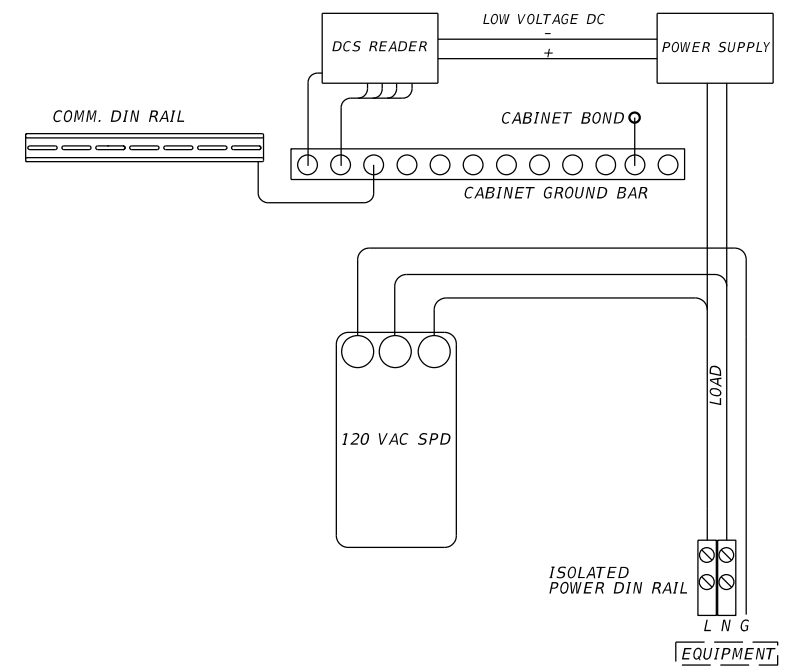 LOW VOLTAGE DC
-
+
DCS READER
POWER SUPPLY
COMM. DIN RAIL
CABINET BOND
CABINET GROUND BAR
LOAD
120 VAC SPD
ISOLATED
POWER DIN RAIL
L N G
EQUIPMENT